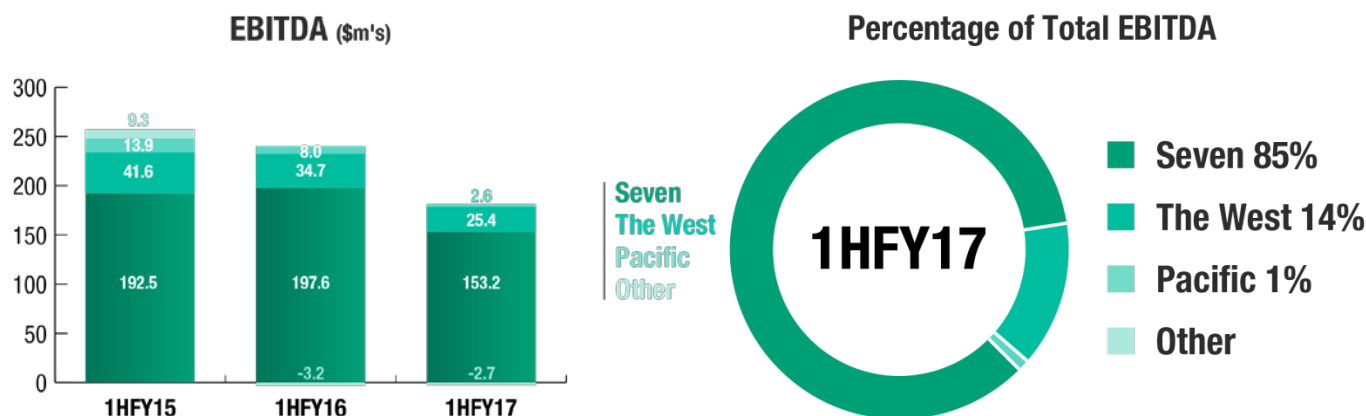 EBITDA ($m's)
300
250
200
150
100
50
0
9.3
13.9
41.6
192.5
1HFY15
8.0
34.7
197.6
-3.2
1HFY16
2.6
25.4
153.2
-2.7
1HFY17
Seven
The West
Pacific
Other
Percentage of Total EBITDA
1HFY17
Seven 85%
The West 14%
Pacific 1%
Other